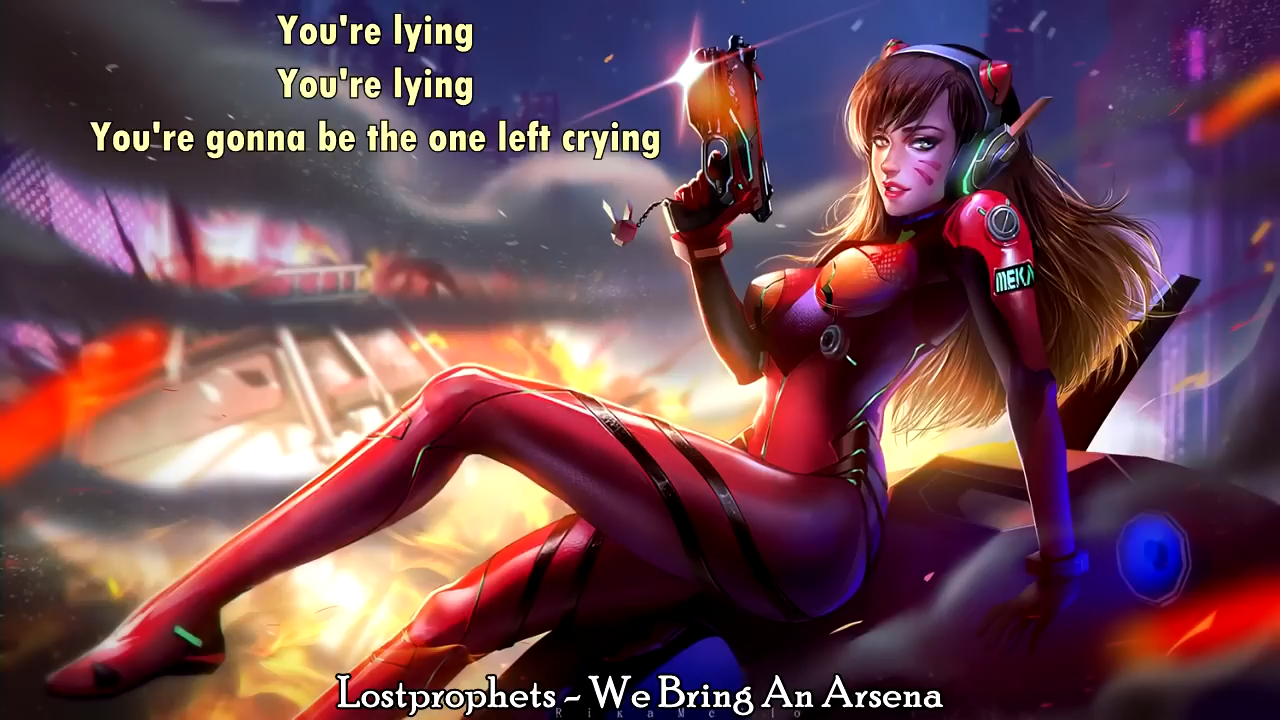 You're lying
You're lying
You're gonna be the one left crying
MEKA
Lostprophets - We Bring An Arsena